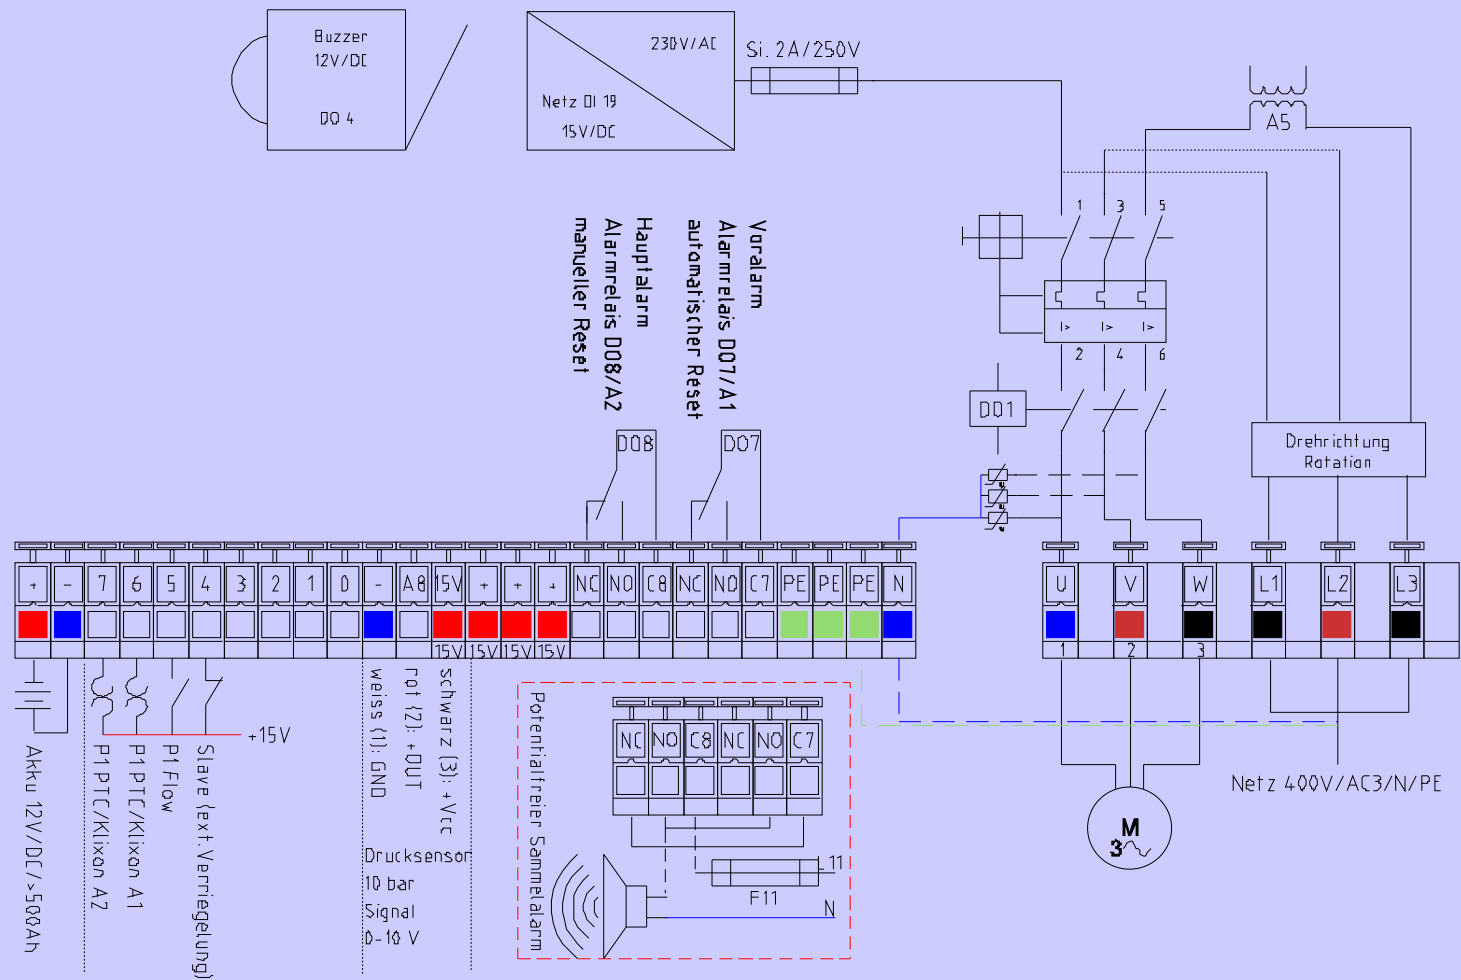 Buzzer
12V/DC
DO 4
230V/AC
Netz DI 19
15V/DC
Si. 2A/250V
A5
1 3 5
I> I> I>
2 4 6
DO1
Drehrichtung
Rotation
Voralarm
Alarmrelais DO7/A1
automatischer Reset
Hauptalarm
Alarmrelais DO8/A2
manueller Reset
DO8
DO7
+ - 7 6 5 4 3 2 1 0 - A8 15V + + + NC NO C8 NC NO C7 PE PE PE N
15V 15V 15V 15V
U V W L1 L2 L3
1 2 3
+15V
Akku 12V/DC/>500Ah
P1 PTC/Klixon A2
P1 PTC/Klixon A1
P1 Flow
Slave (ext. Verriegelung)
weiss (1): GND
rot (2): +OUT
schwarz (3): +Vcc
Drucksensor
10 bar
Signal
0-10 V
Potentialfreier Sammelalarm
NC NO C8 NC NO C7
L11
F11
N
Netz 400V/AC3/N/PE
M
3